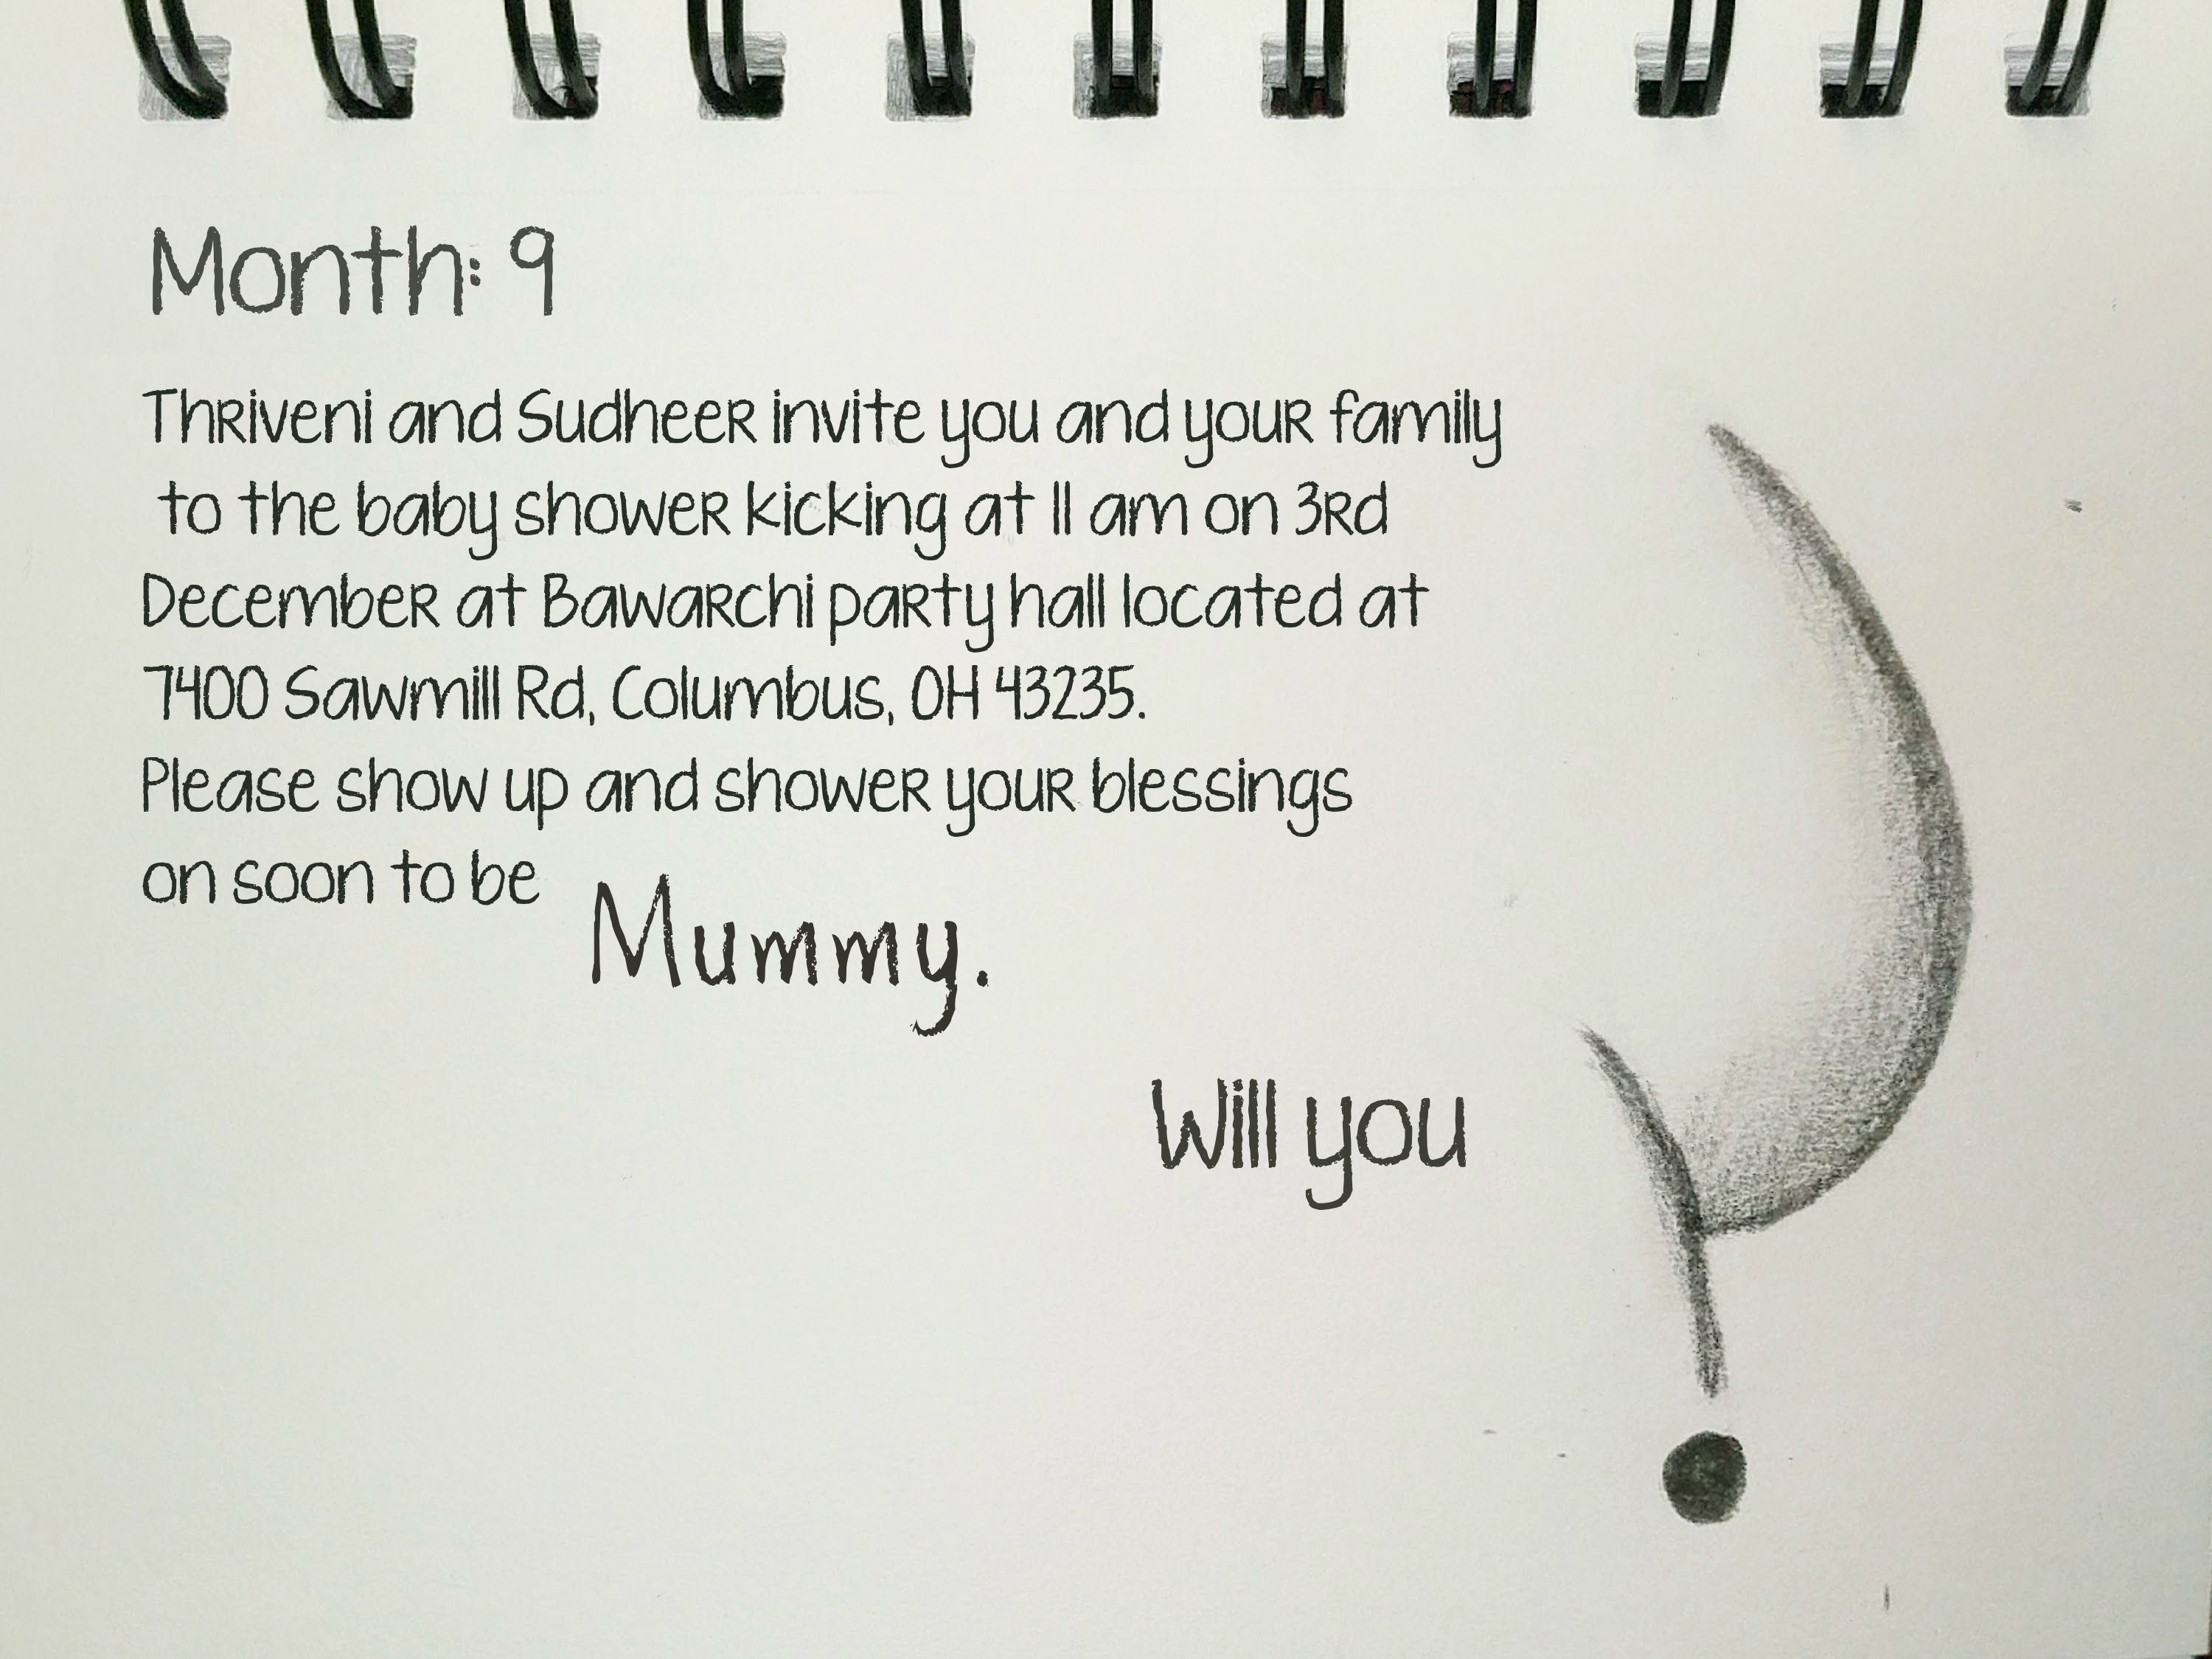 Month: 9
Thriveni and Sudheer invite you and your family
to the baby shower kicking at 11 am on 3rd
December at Bawarchi party hall located at
7400 Sawmill Rd, Columbus, OH 43235.
Please show up and shower your blessings
on soon to be Mummy.
Will you ?